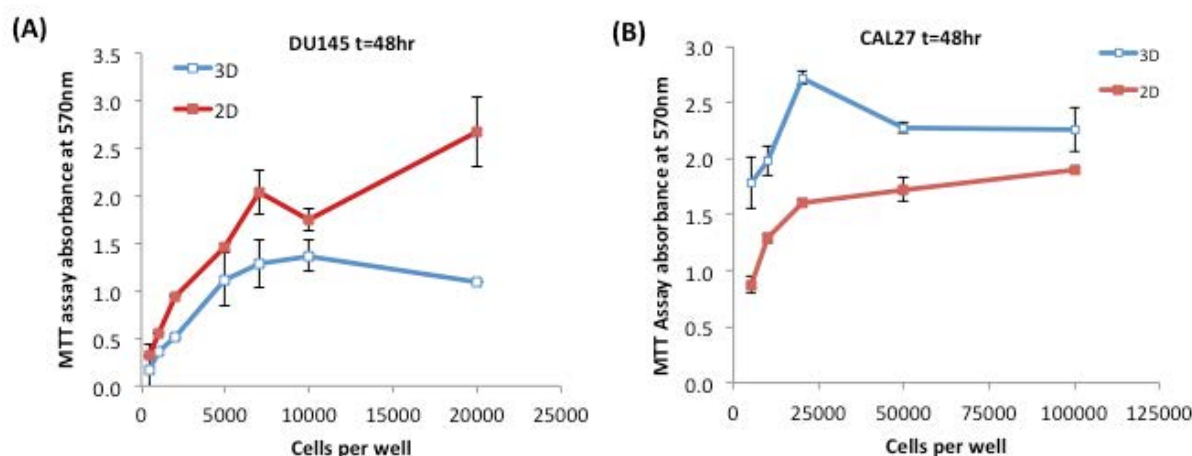 (A)
DU145 t=48hr
3D
2D
MTT assay absorbance at 570nm
3.5
3.0
2.5
2.0
1.5
1.0
0.5
0.0
0 5000 10000 15000 20000 25000
Cells per well
(B)
CAL27 t=48hr
3D
2D
MTT Assay absorbance at 570nm
3.0
2.5
2.0
1.5
1.0
0.5
0.0
0 25000 50000 75000 100000 125000
Cells per well